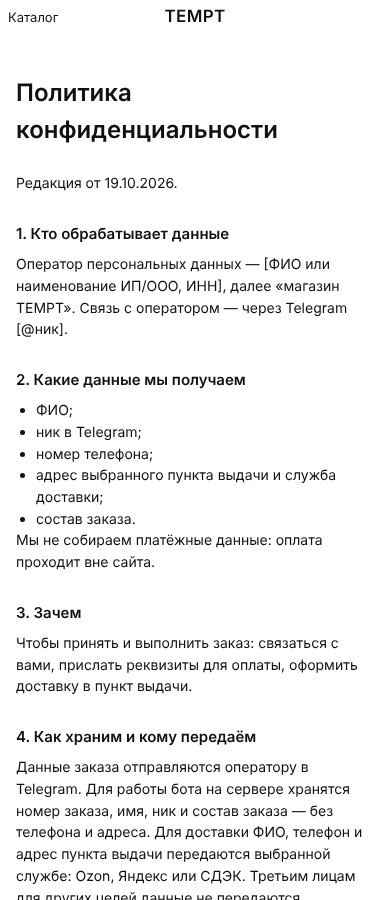 Каталог
TEMPT
Политика
конфиденциальности
Редакция от 19.10.2026.
1. Кто обрабатывает данные
Оператор персональных данных — [ФИО или
наименование ИП/ООО, ИНН], далее «магазин
TEMPT». Связь с оператором — через Telegram
[@ник].
2. Какие данные мы получаем
• ФИО;
• ник в Telegram;
• номер телефона;
• адрес выбранного пункта выдачи и служба
доставки;
• состав заказа.
Мы не собираем платёжные данные: оплата
проходит вне сайта.
3. Зачем
Чтобы принять и выполнить заказ: связаться с
вами, прислать реквизиты для оплаты, оформить
доставку в пункт выдачи.
4. Как храним и кому передаём
Данные заказа отправляются оператору в
Telegram. Для работы бота на сервере хранятся
номер заказа, имя, ник и состав заказа — без
телефона и адреса. Для доставки ФИО, телефон и
адрес пункта выдачи передаются выбранной
службе: Ozon, Яндекс или СДЭК. Третьим лицам
для других целей данные не передаются